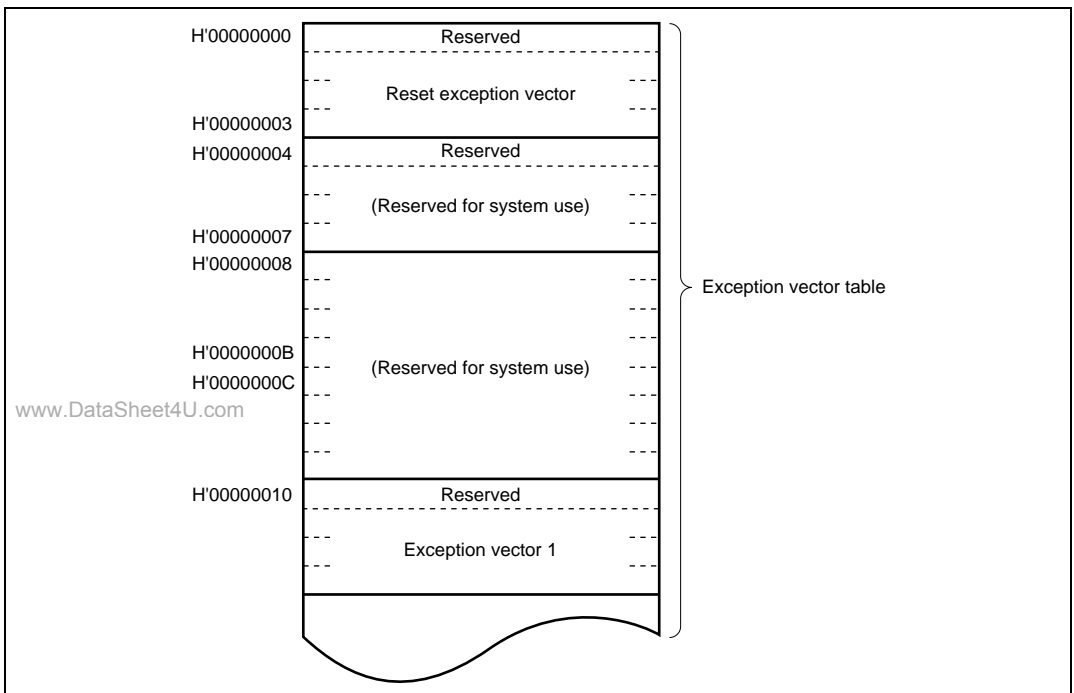 H'00000000
Reserved
Reset exception vector
H'00000003
H'00000004
Reserved
(Reserved for system use)
H'00000007
H'00000008
Exception vector table
H'0000000B
(Reserved for system use)
H'0000000C
www.DataSheet4U.com
H'00000010
Reserved
Exception vector 1